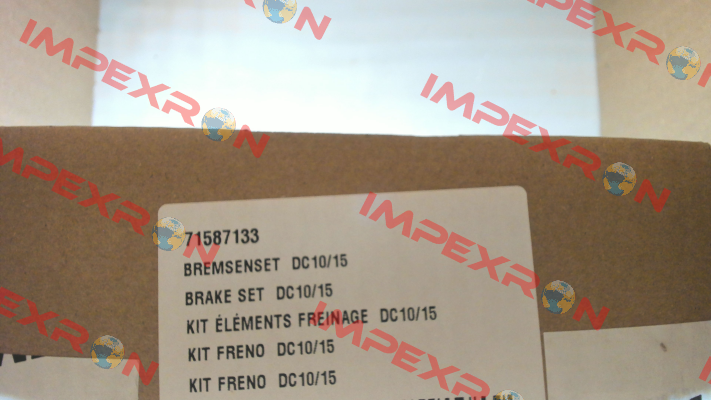 71587133
BREMSENSET DC10/15
BRAKE SET DC10/15
KIT ÉLÉMENTS FREINAGE DC10/15
KIT FRENO DC10/15
KIT FRENO DC10/15
IMPEXRON
IMPEXRON
IMPEXRON
IMPEXRON
IMPEXRON